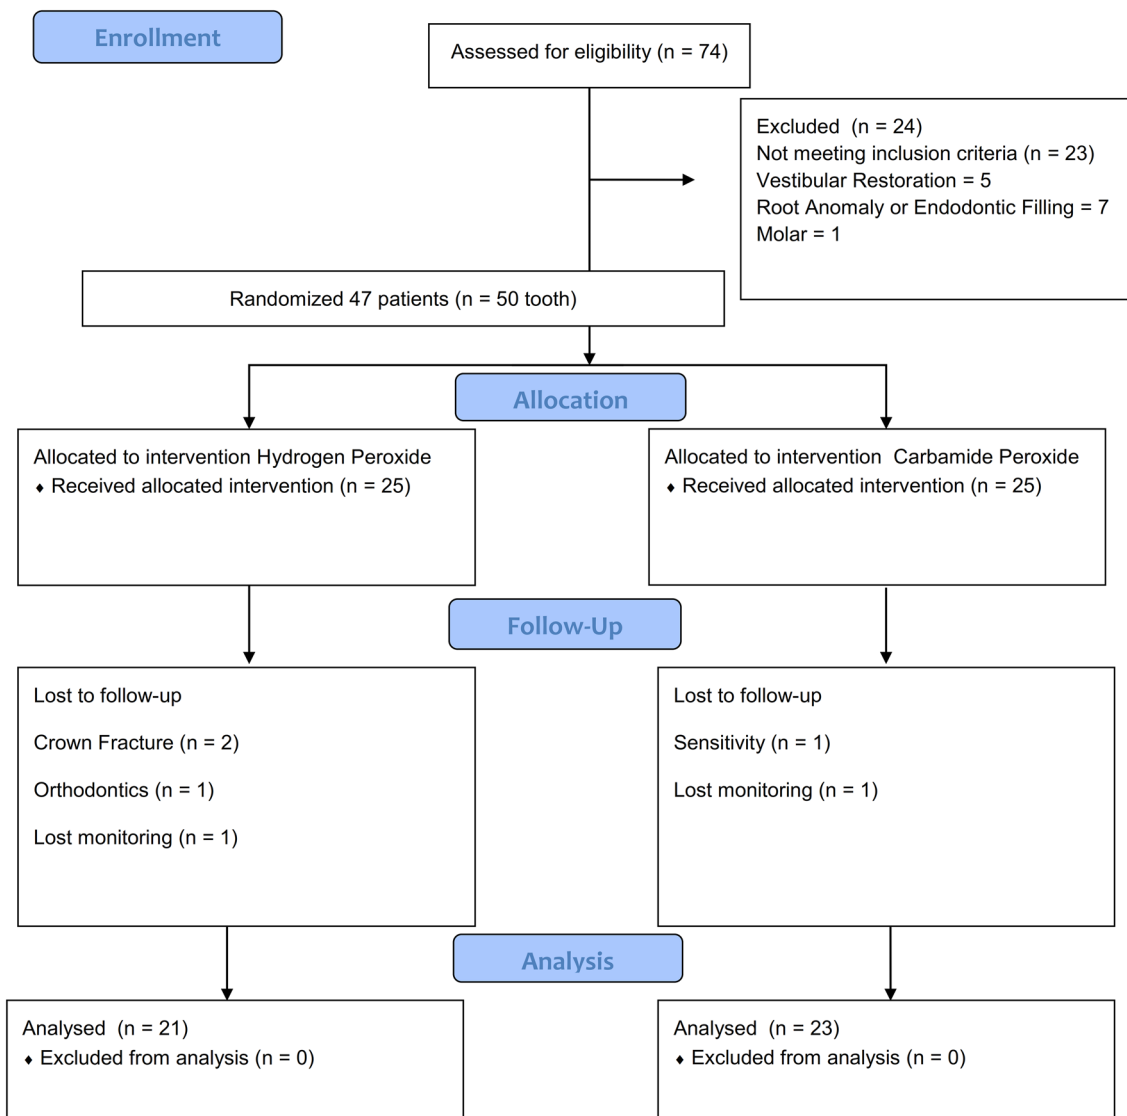 Enrollment
Assessed for eligibility (n = 74)
Excluded (n = 24)
Not meeting inclusion criteria (n = 23)
Vestibular Restoration = 5
Root Anomaly or Endodontic Filling = 7
Molar = 1
Randomized 47 patients (n = 50 tooth)
Allocation
Allocated to intervention Hydrogen Peroxide
♦ Received allocated intervention (n = 25)
Allocated to intervention Carbamide Peroxide
♦ Received allocated intervention (n = 25)
Follow-Up
Lost to follow-up
Crown Fracture (n = 2)
Orthodontics (n = 1)
Lost monitoring (n = 1)
Lost to follow-up
Sensitivity (n = 1)
Lost monitoring (n = 1)
Analysis
Analysed (n = 21)
♦ Excluded from analysis (n = 0)
Analysed (n = 23)
♦ Excluded from analysis (n = 0)